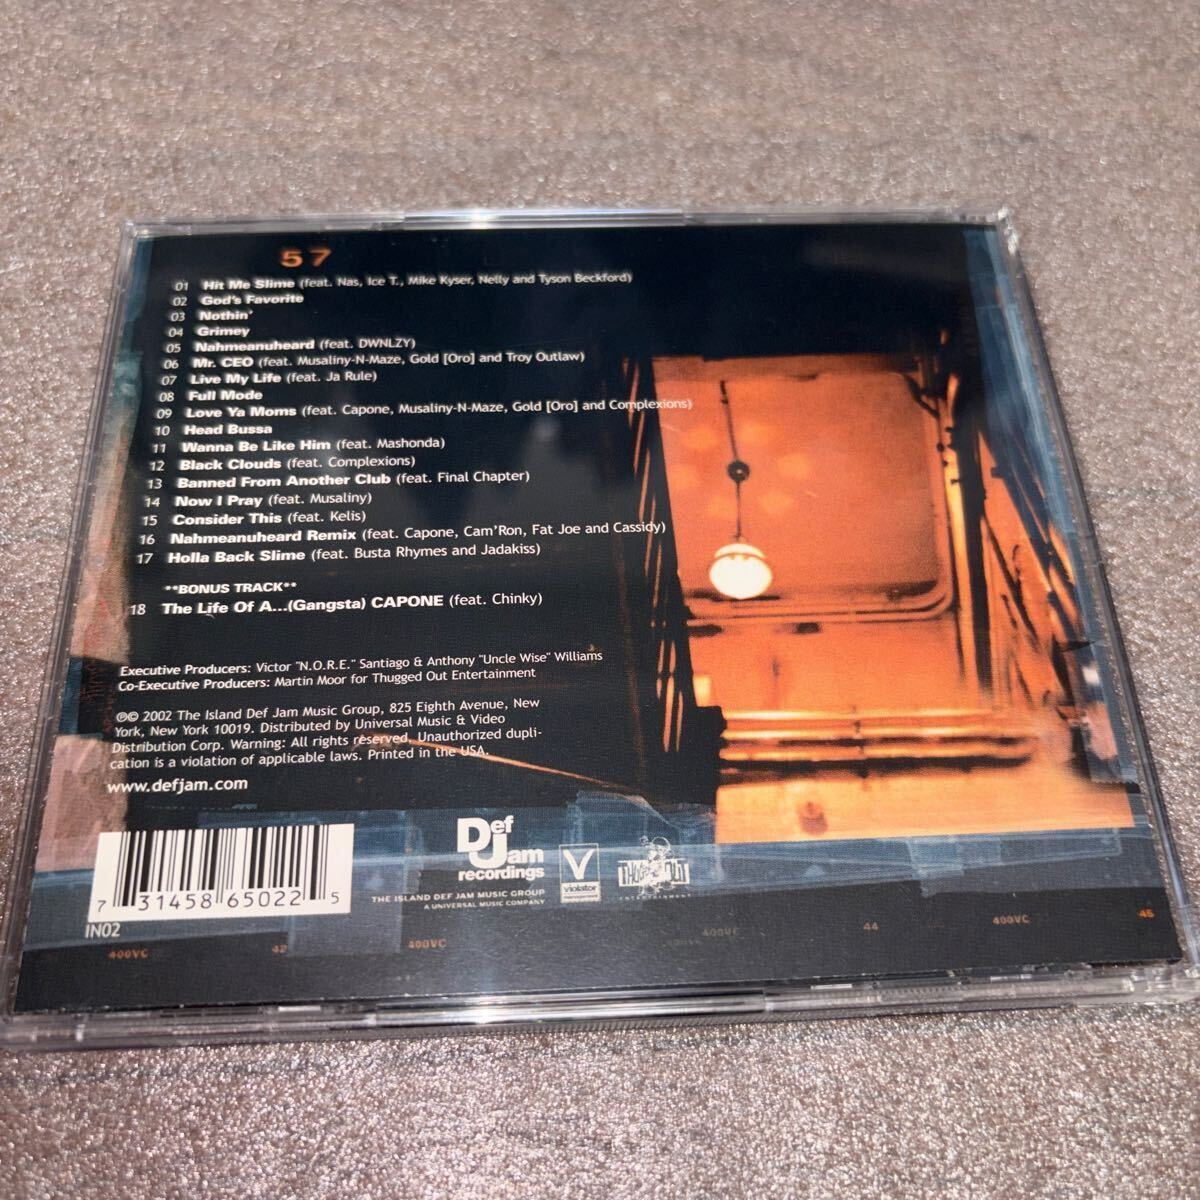 57
01 Hit Me Slime (feat. Nas, Ice T., Mike Kyser, Nelly and Tyson Beckford)
02 God's Favorite
03 Nothin'
04 Grimey
05 Nahmeanuheard (feat. DWNLZY)
06 Mr. CEO (feat. Musaliny-N-Maze, Gold [Oro] and Troy Outlaw)
07 Live My Life (feat. Ja Rule)
08 Full Mode
09 Love Ya Moms (feat. Capone, Musaliny-N-Maze, Gold [Oro] and Complexions)
10 Head Bussa
11 Wanna Be Like Him (feat. Mashonda)
12 Black Clouds (feat. Complexions)
13 Banned From Another Club (feat. Final Chapter)
14 Now I Pray (feat. Musaliny)
15 Consider This (feat. Kelis)
16 Nahmeanuheard Remix (feat. Capone, Cam'Ron, Fat Joe and Cassidy)
17 Holla Back Slime (feat. Busta Rhymes and Jadakiss)
**BONUS TRACK**
18 The Life Of A...(Gangsta) CAPONE (feat. Chinky)
Executive Producers: Victor "N.O.R.E." Santiago & Anthony "Uncle Wise" Williams
Co-Executive Producers: Martin Moor for Thugged Out Entertainment
℗© 2002 The Island Def Jam Music Group, 825 Eighth Avenue, New
York, New York 10019. Distributed by Universal Music & Video
Distribution Corp. Warning: All rights reserved. Unauthorized dupli-
cation is a violation of applicable laws. Printed in the USA.
www.defjam.com
7 31458 65022 5
IN02
Def
Jam
recordings
THE ISLAND DEF JAM MUSIC GROUP
A UNIVERSAL MUSIC COMPANY
V
violator
ENTERTAINMENT
400VC 42 400VC 400VC 44 400VC 45